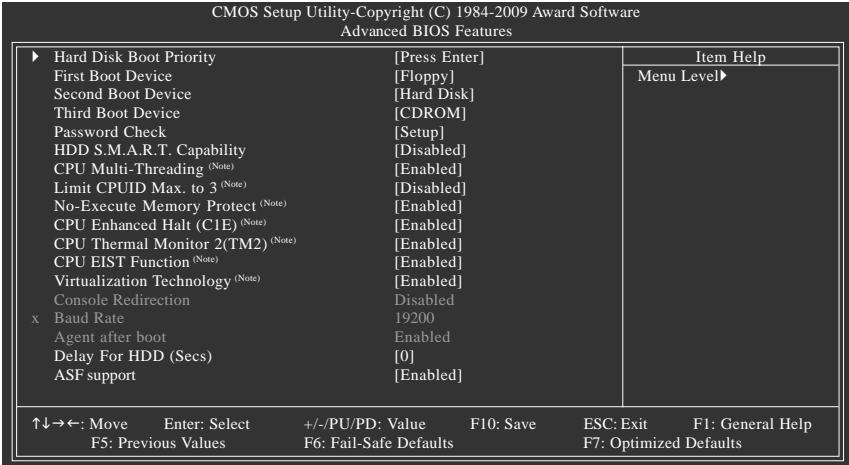 CMOS Setup Utility-Copyright (C) 1984-2009 Award Software
Advanced BIOS Features
Hard Disk Boot Priority [Press Enter] Item Help
First Boot Device [Floppy] Menu Level
Second Boot Device [Hard Disk]
Third Boot Device [CDROM]
Password Check [Setup]
HDD S.M.A.R.T. Capability [Disabled]
CPU Multi-Threading (Note) [Enabled]
Limit CPUID Max. to 3 (Note) [Disabled]
No-Execute Memory Protect (Note) [Enabled]
CPU Enhanced Halt (C1E) (Note) [Enabled]
CPU Thermal Monitor 2(TM2) (Note) [Enabled]
CPU EIST Function (Note) [Enabled]
Virtualization Technology (Note) [Enabled]
Console Redirection Disabled
x Baud Rate 19200
Agent after boot Enabled
Delay For HDD (Secs) [0]
ASF support [Enabled]
↑↓→←: Move Enter: Select +/-/PU/PD: Value F10: Save ESC: Exit F1: General Help
F5: Previous Values F6: Fail-Safe Defaults F7: Optimized Defaults